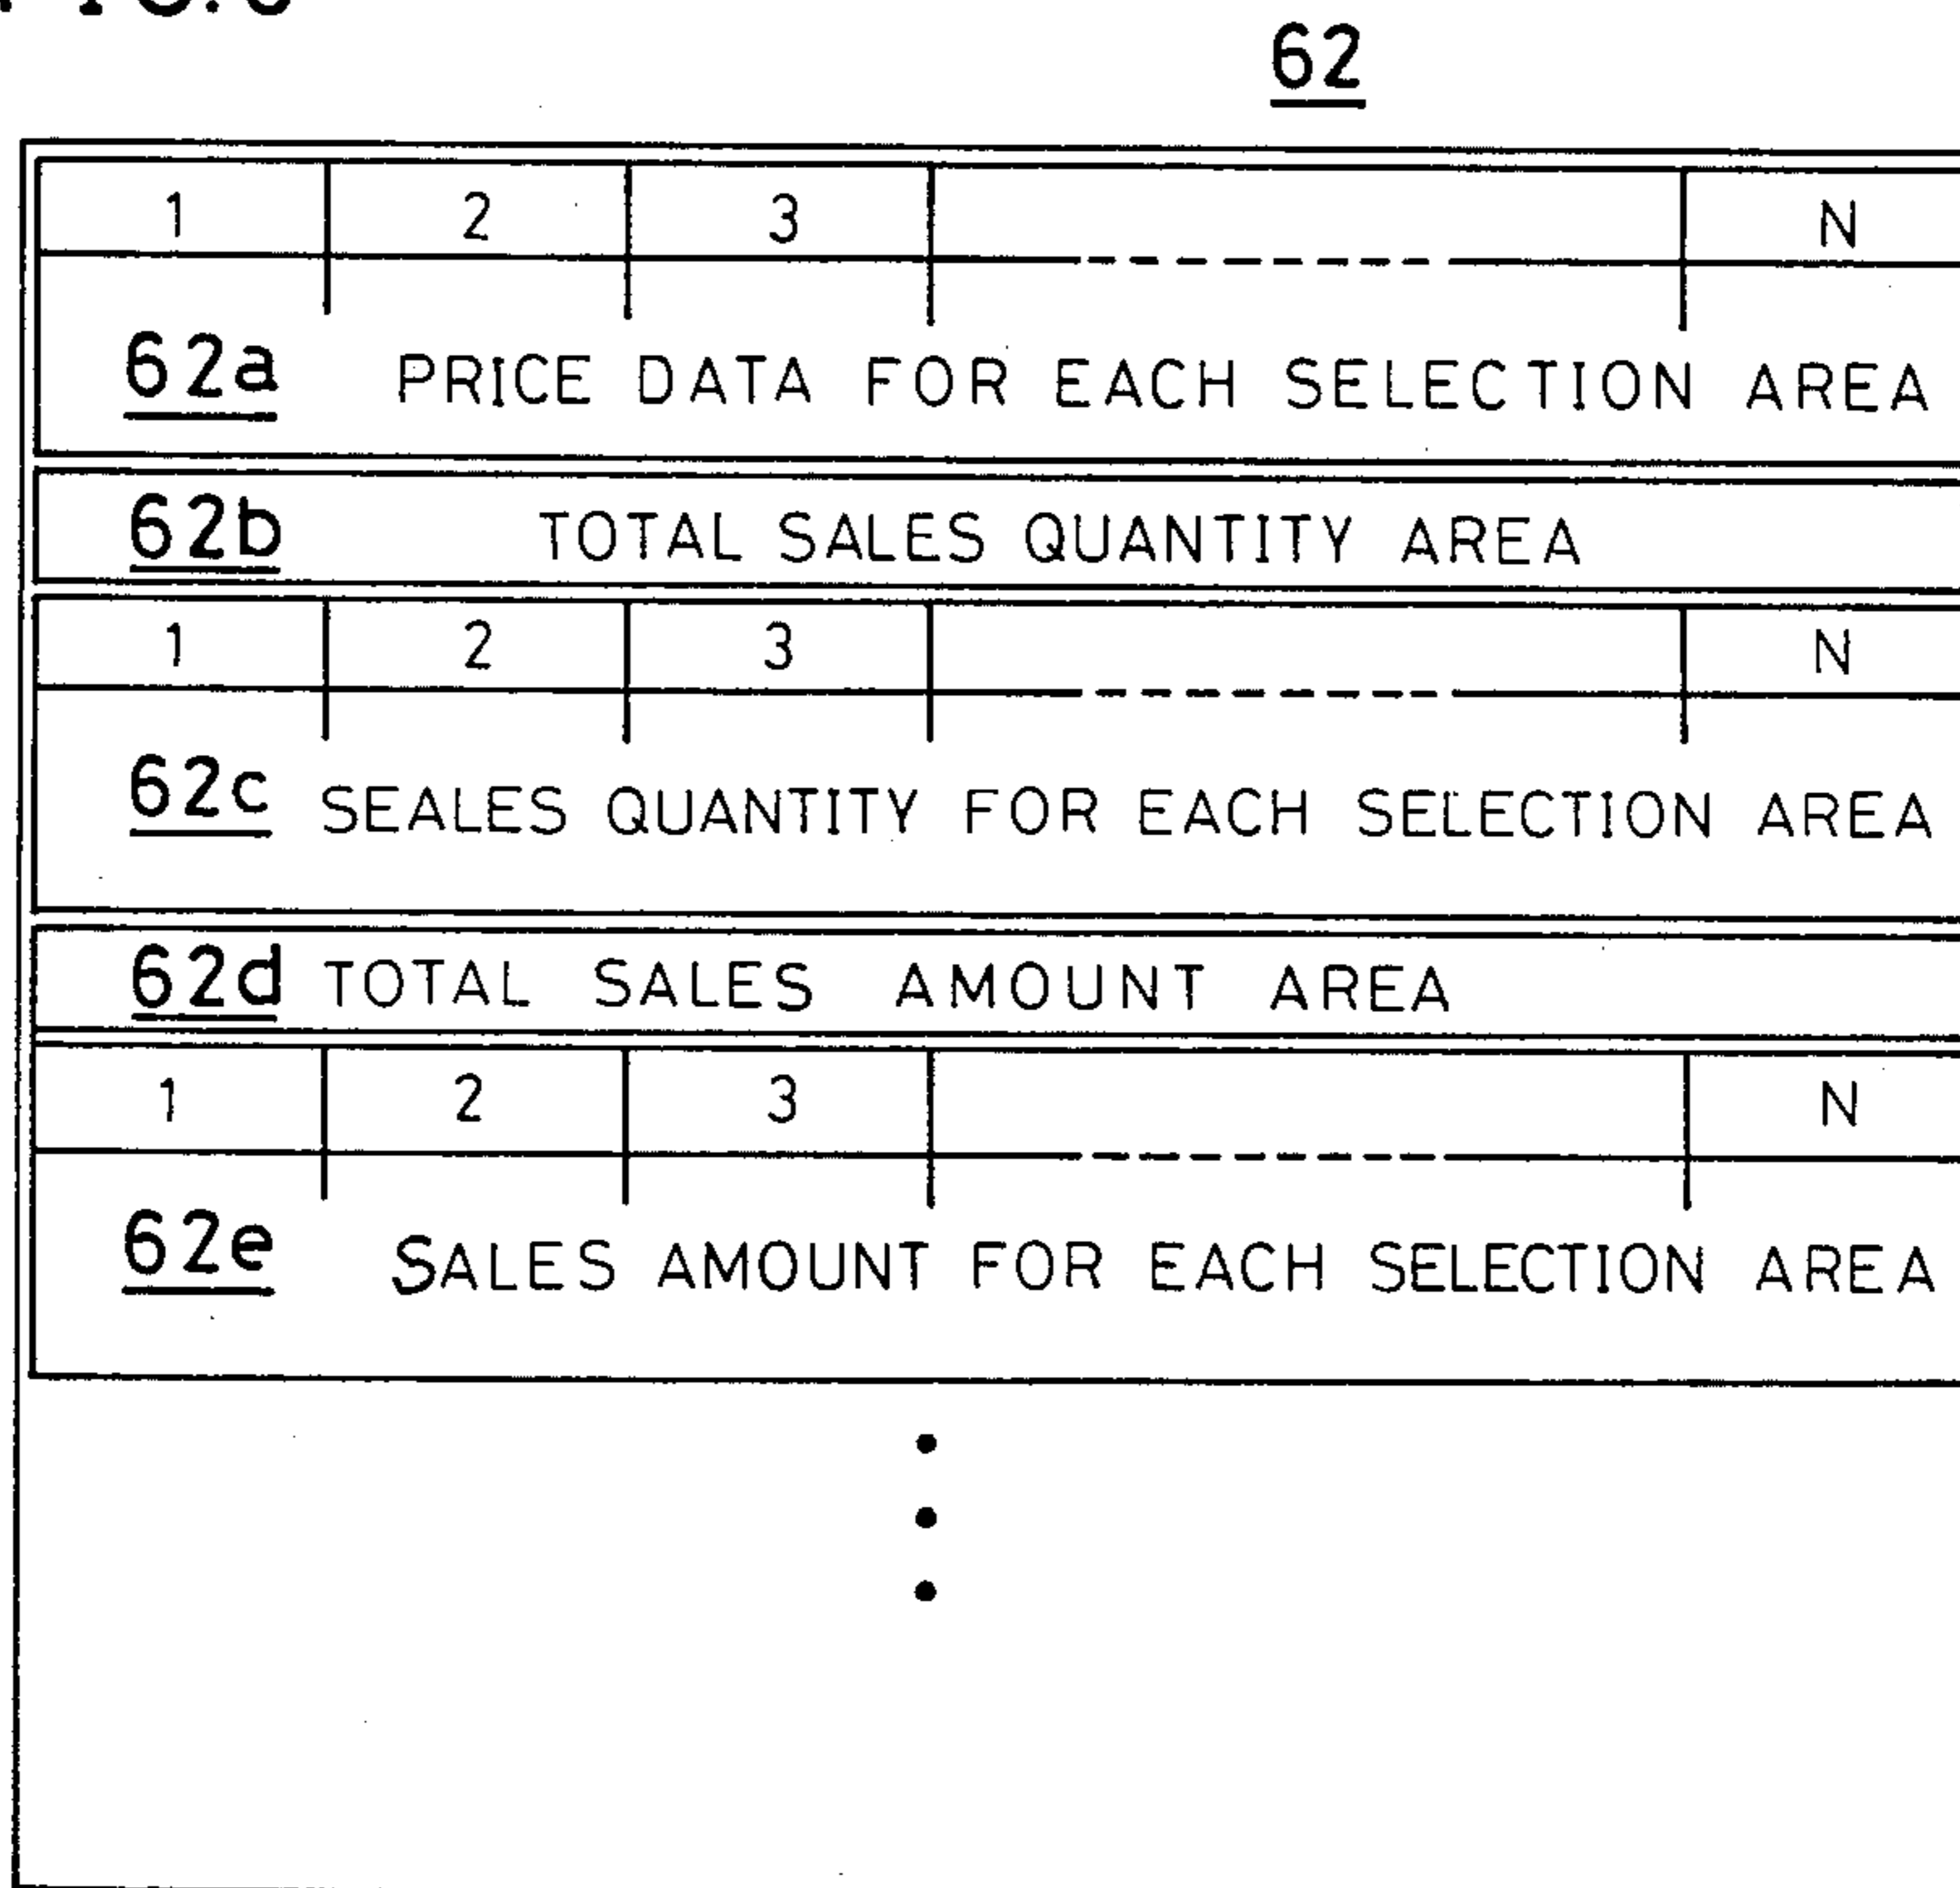 62
1 2 3 N
62a PRICE DATA FOR EACH SELECTION AREA
62b TOTAL SALES QUANTITY AREA
1 2 3 N
62c SEALES QUANTITY FOR EACH SELECTION AREA
62d TOTAL SALES AMOUNT AREA
1 2 3 N
62e SALES AMOUNT FOR EACH SELECTION AREA